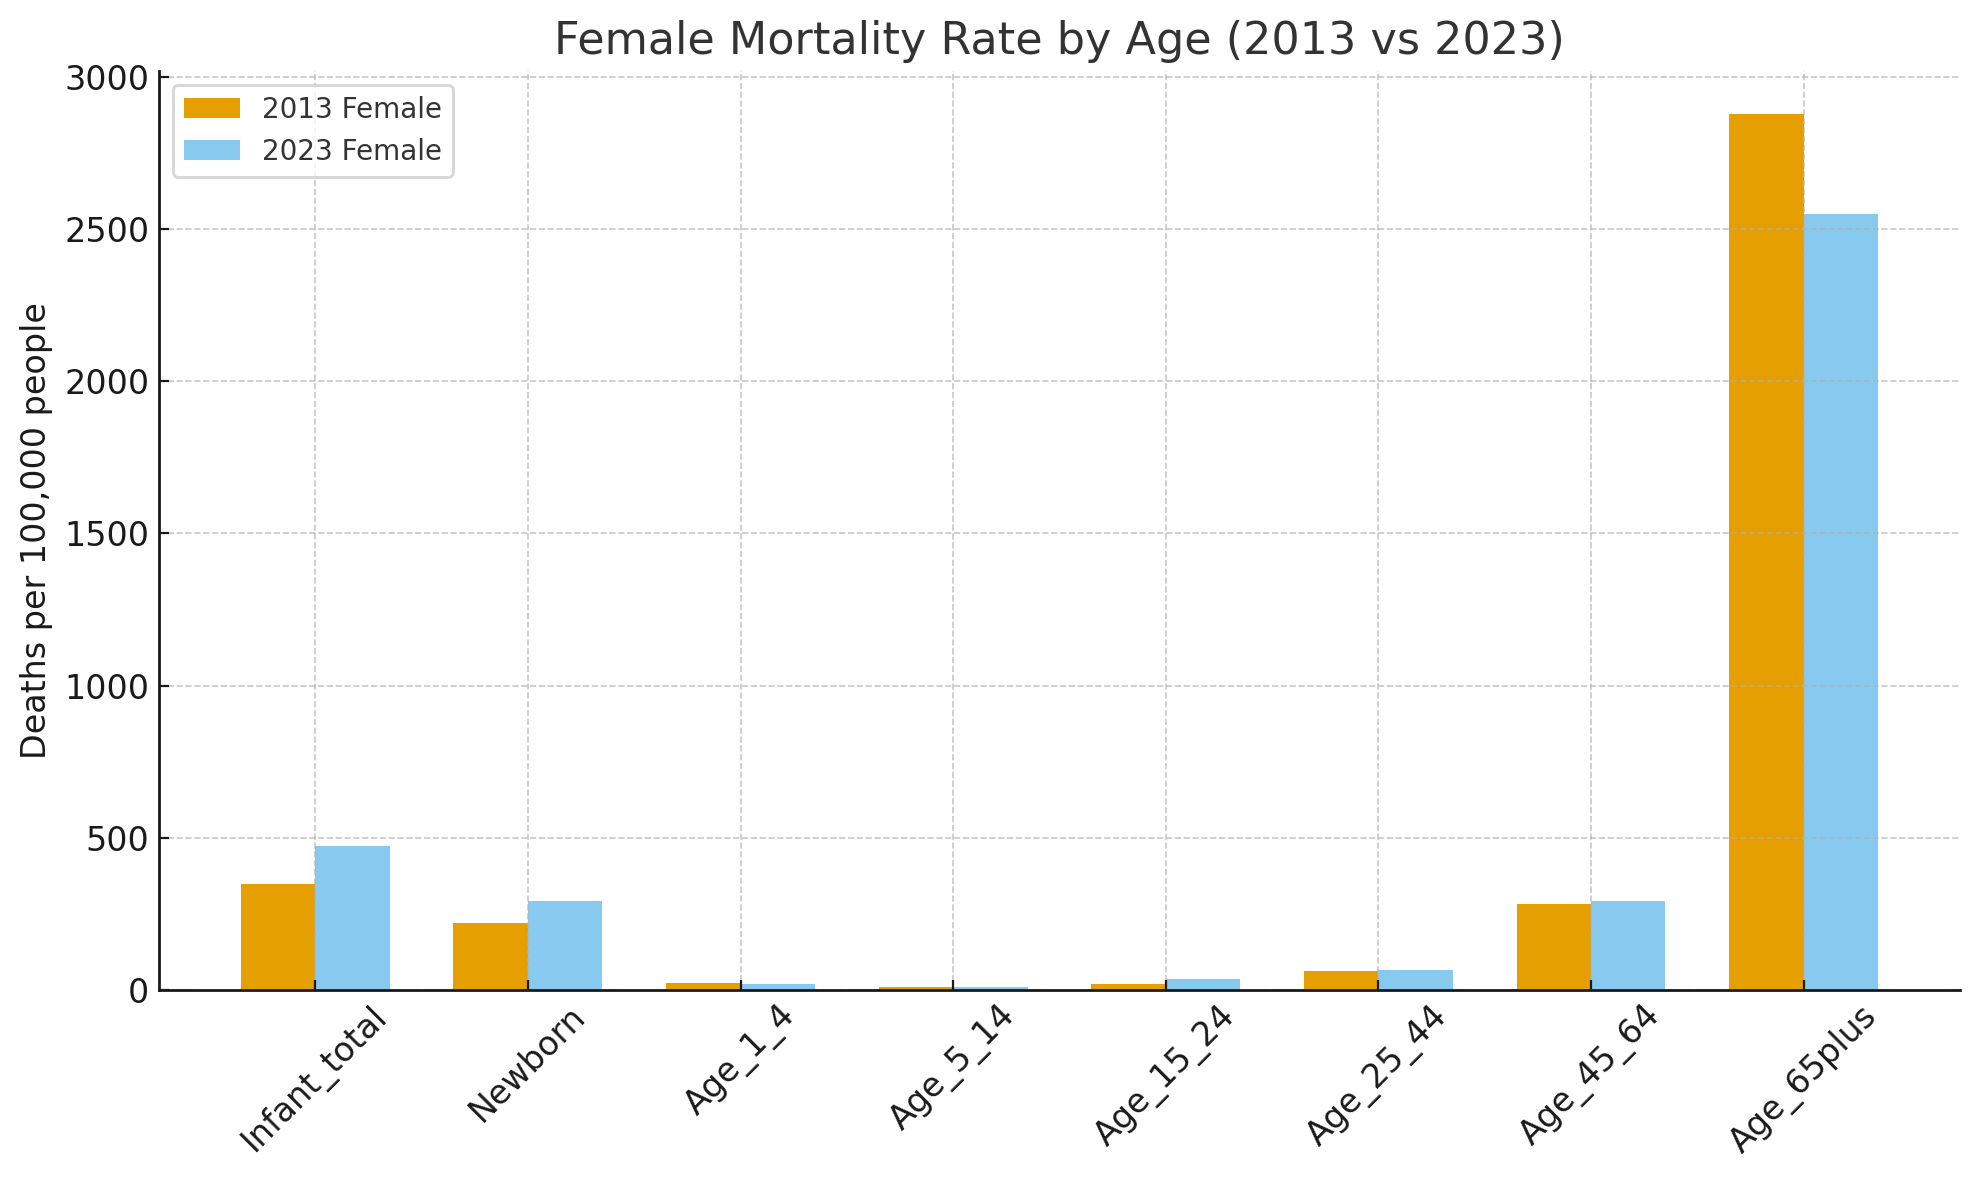 Female Mortality Rate by Age (2013 vs 2023)
2013 Female
2023 Female
Deaths per 100,000 people
3000
2500
2000
1500
1000
500
0
Infant_total
Newborn
Age_1_4
Age_5_14
Age_15_24
Age_25_44
Age_45_64
Age_65plus